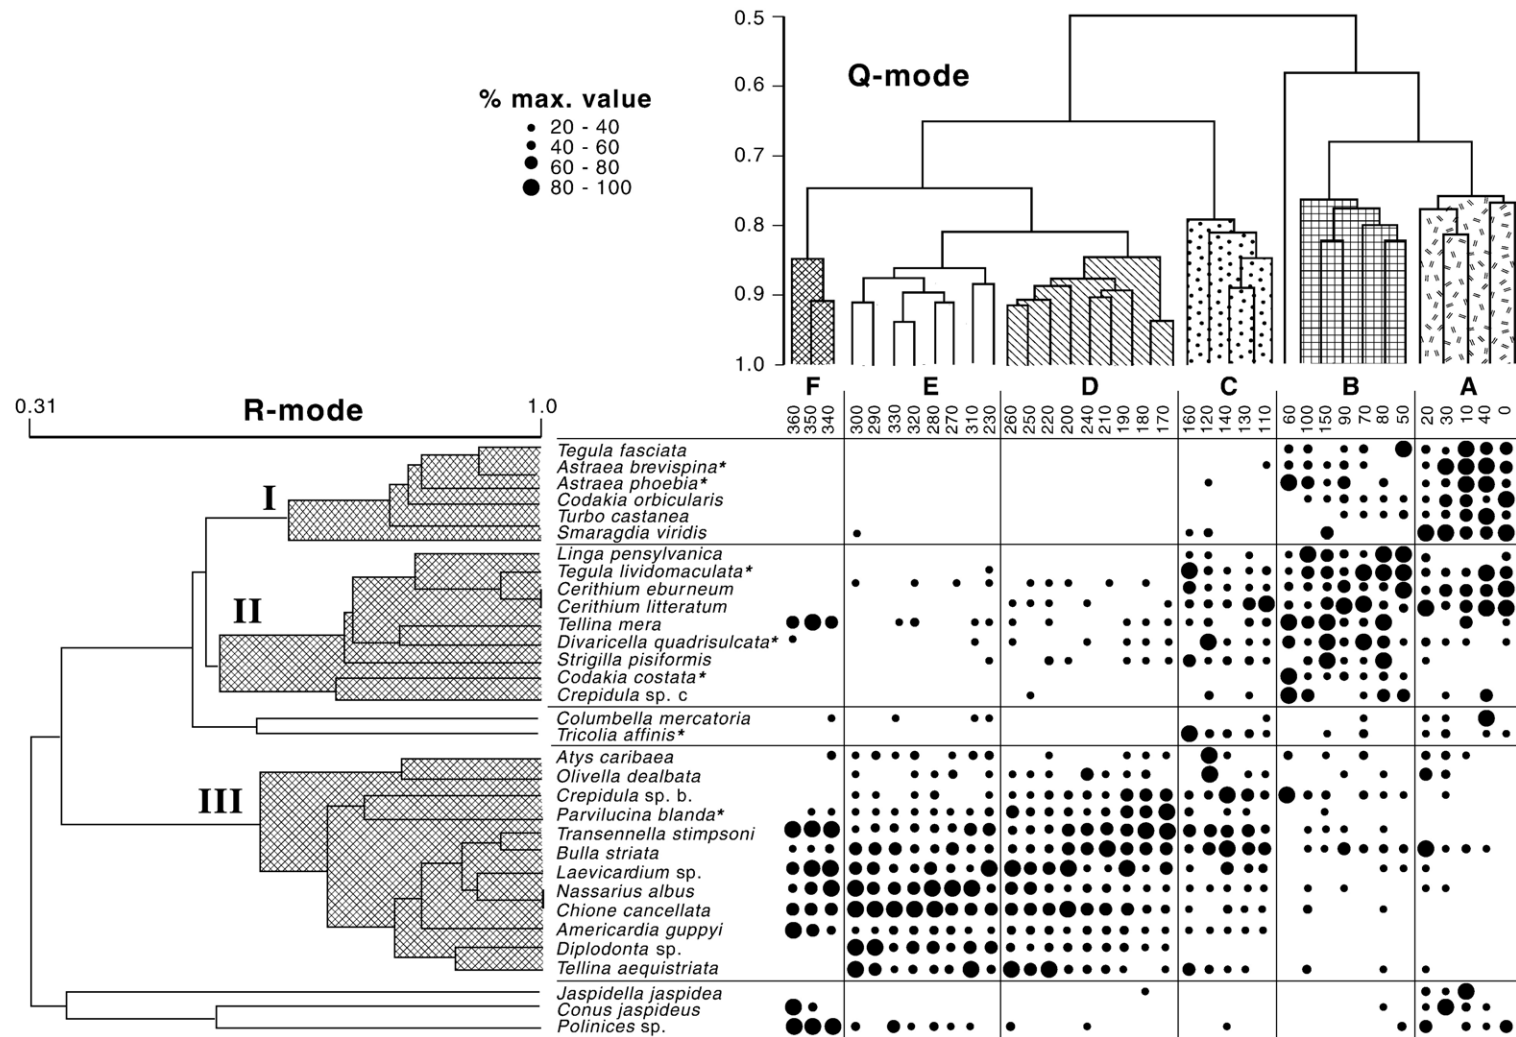 0.5
0.6
0.7
0.8
0.9
1.0
Q-mode
% max. value
20 - 40
40 - 60
60 - 80
80 - 100
F E D C B A
0.31 R-mode 1.0
360 350 340 300 290 330 320 280 270 310 230 260 250 220 200 240 210 190 180 170 160 120 140 130 110 60 100 150 90 70 80 50 20 30 10 40 0
I
Tegula fasciata
Astraea brevispina*
Astraea phoebia*
Codakia orbicularis
Turbo castanea
Smaragdia viridis
II
Linga pensylvanica
Tegula lividomaculata*
Cerithium eburneum
Cerithium litteratum
Tellina mera
Divaricella quadrisulcata*
Strigilla pisiformis
Codakia costata*
Crepidula sp. c
Columbella mercatoria
Tricolia affinis*
III
Atys caribaea
Olivella dealbata
Crepidula sp. b.
Parvilucina blanda*
Transennella stimpsoni
Bulla striata
Laevicardium sp.
Nassarius albus
Chione cancellata
Americardia guppyi
Diplodonta sp.
Tellina aequistriata
Jaspidella jaspidea
Conus jaspideus
Polinices sp.